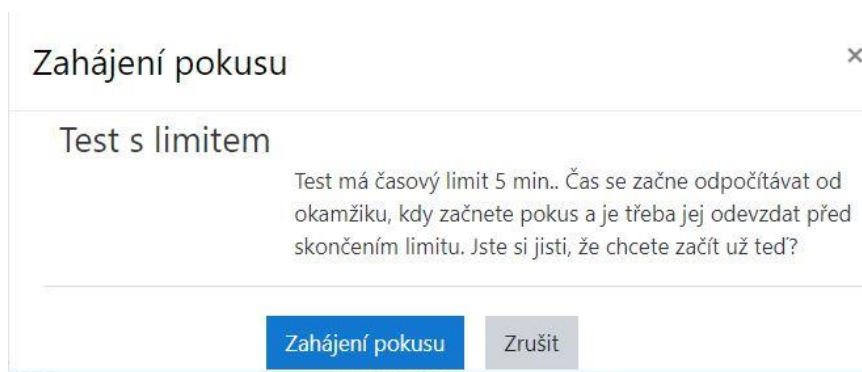 Zahájení pokusu
×
Test s limitem
Test má časový limit 5 min.. Čas se začne odpočítávat od
okamžiku, kdy začnete pokus a je třeba jej odevzdat před
skončením limitu. Jste si jisti, že chcete začít už teď?
Zahájení pokusu
Zrušit